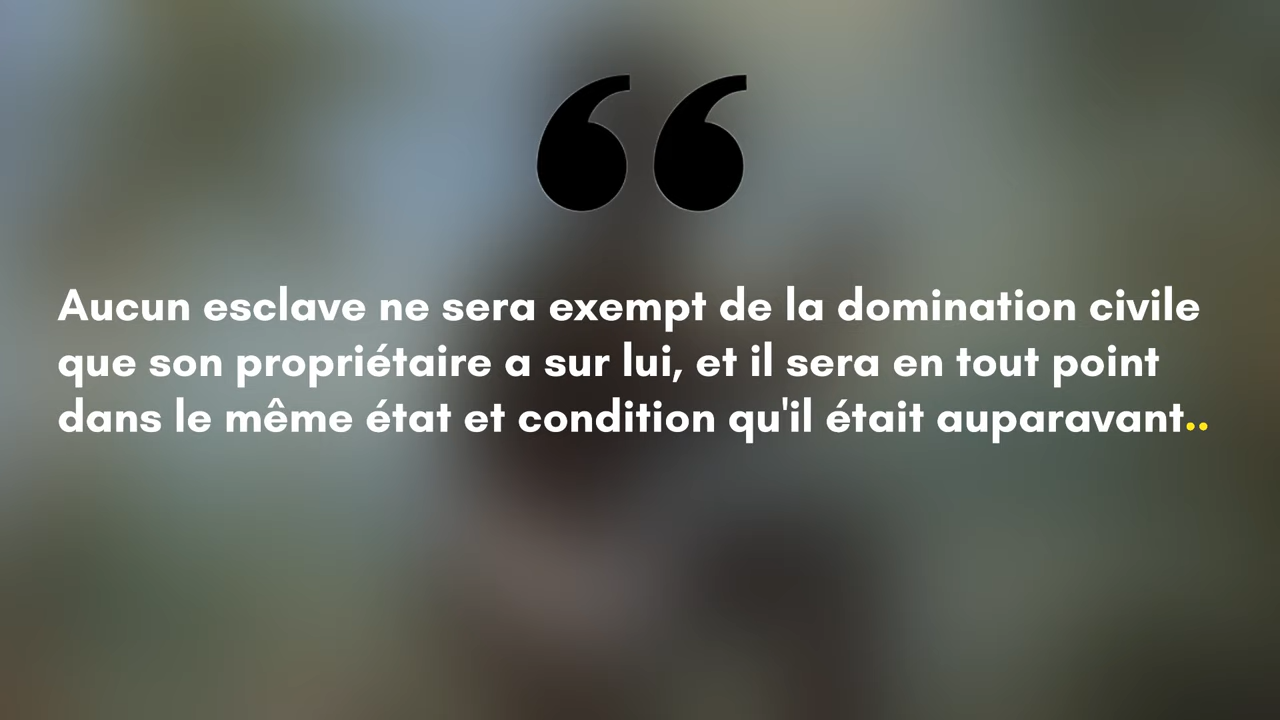 “
Aucun esclave ne sera exempt de la domination civile
que son propriétaire a sur lui, et il sera en tout point
dans le même état et condition qu'il était auparavant..